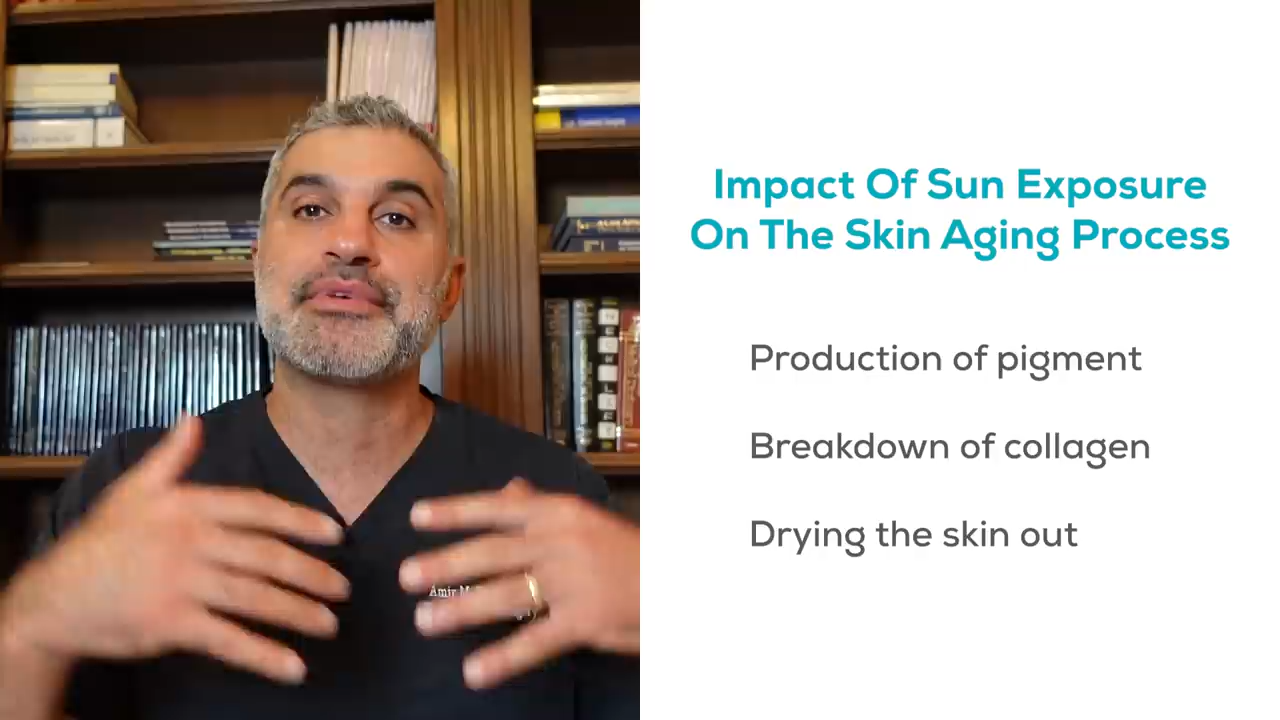 Impact Of Sun Exposure
On The Skin Aging Process
Production of pigment
Breakdown of collagen
Drying the skin out
Amir M